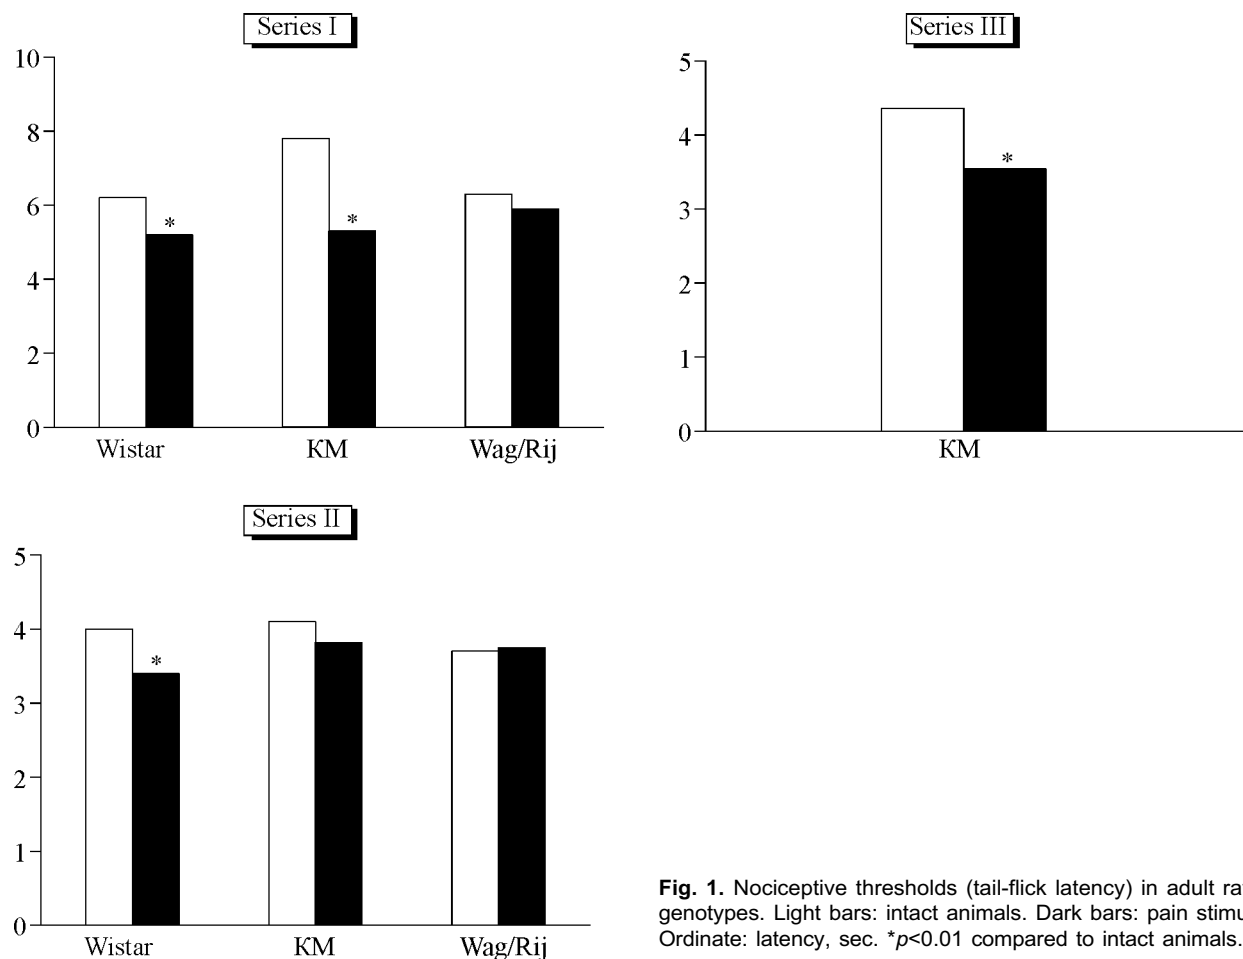 Series I
10
8
6
4
2
0
* *
Wistar KM Wag/Rij
Series III
5
4
3
2
1
0
*
KM
Series II
5
4
3
2
1
0
*
Wistar KM Wag/Rij
Fig. 1. Nociceptive thresholds (tail-flick latency) in adult
genotypes. Light bars: intact animals. Dark bars: pain
Ordinate: latency, sec. *p<0.01 compared to intact animals.